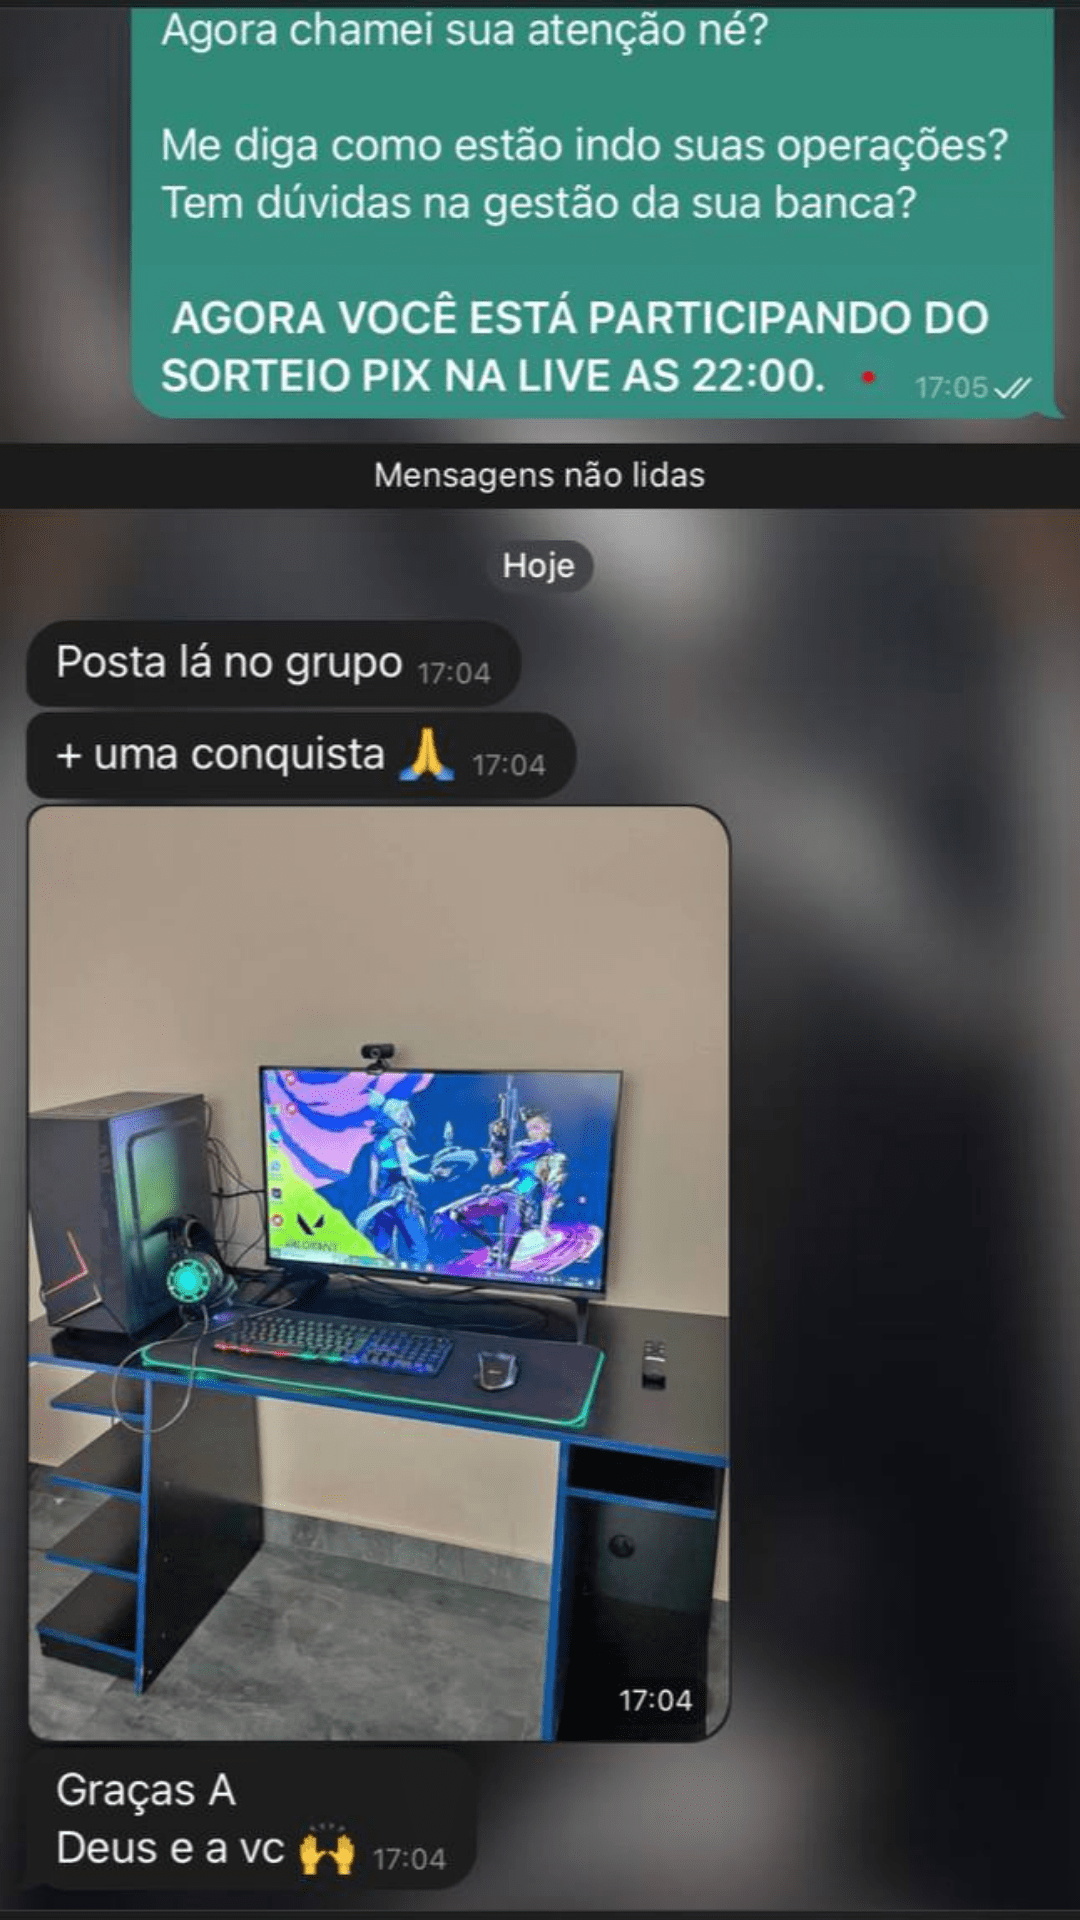 Agora chamei sua atenção né?
Me diga como estão indo suas operações?
Tem dúvidas na gestão da sua banca?
AGORA VOCÊ ESTÁ PARTICIPANDO DO
SORTEIO PIX NA LIVE AS 22:00.
17:05
Mensagens não lidas
Hoje
Posta lá no grupo 17:04
+ uma conquista 🙏 17:04
VALORANT
17:04
Graças A
Deus e a vc 🙌 17:04